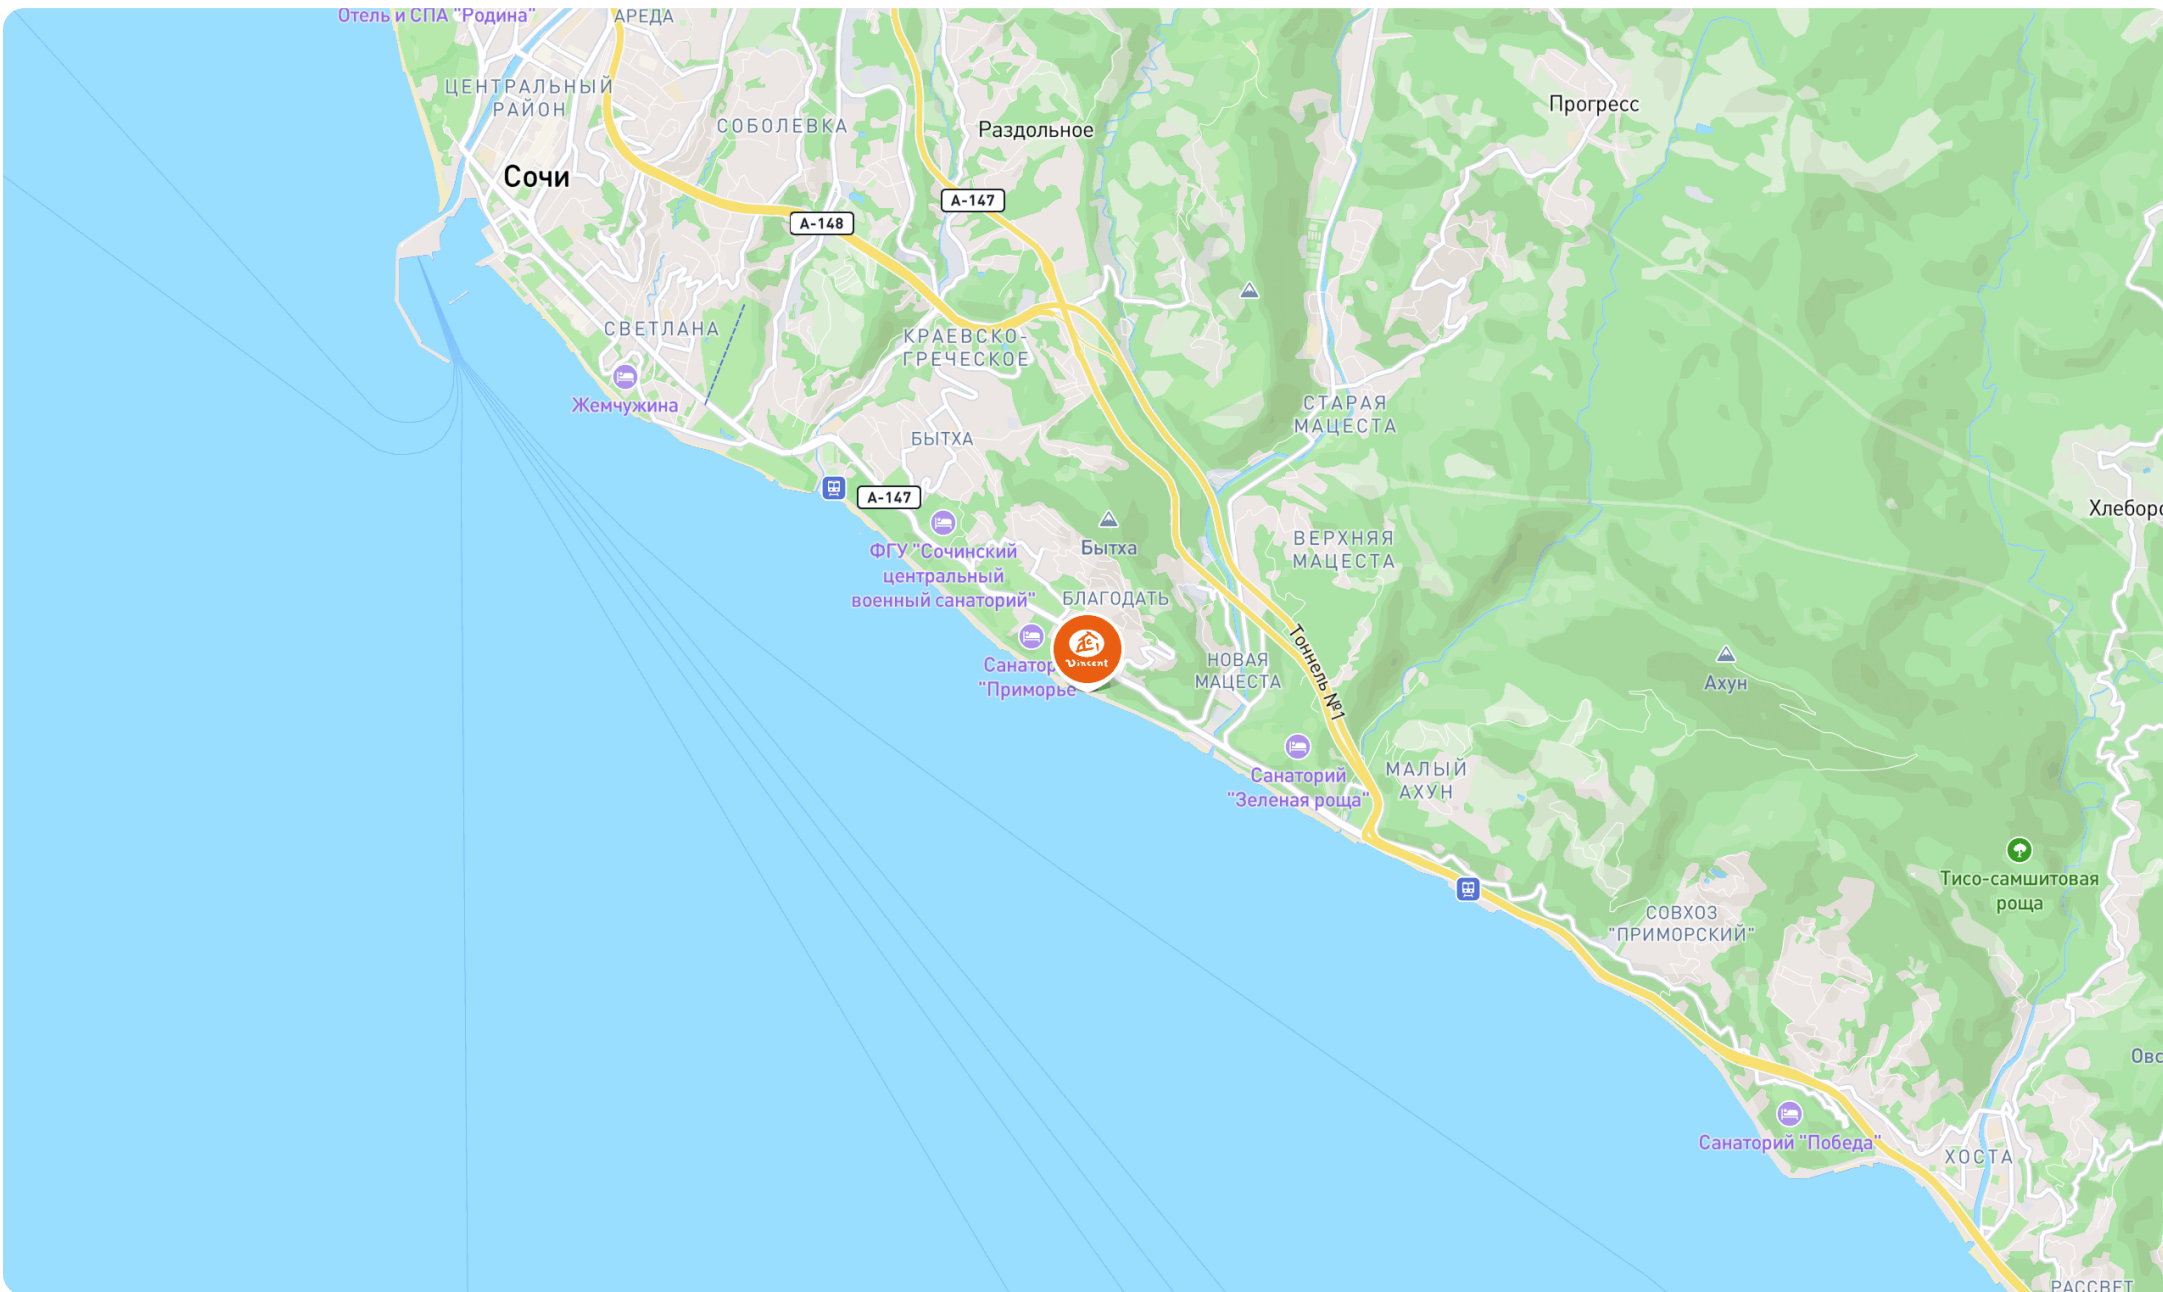 Отель и СПА "Родина"
АРЕДА
ЦЕНТРАЛЬНЫЙ
РАЙОН
СОБОЛЕВКА
Раздольное
Прогресс
Сочи
А-147
А-148
СВЕТЛАНА
КРАЕВСКО-
ГРЕЧЕСКОЕ
Жемчужина
СТАРАЯ
МАЦЕСТА
БЫТХА
А-147
Хлеборо
ФГУ "Сочинский
центральный
военный санаторий"
Бытха
ВЕРХНЯЯ
МАЦЕСТА
БЛАГОДАТЬ
Vincent
Санатор
"Приморье
НОВАЯ
МАЦЕСТА
Тоннель №1
Ахун
Санаторий
"Зеленая роща"
МАЛЫЙ
АХУН
Тисо-самшитовая
роща
СОВХОЗ
"ПРИМОРСКИЙ"
Овс
Санаторий "Победа"
ХОСТА
РАССВЕТ